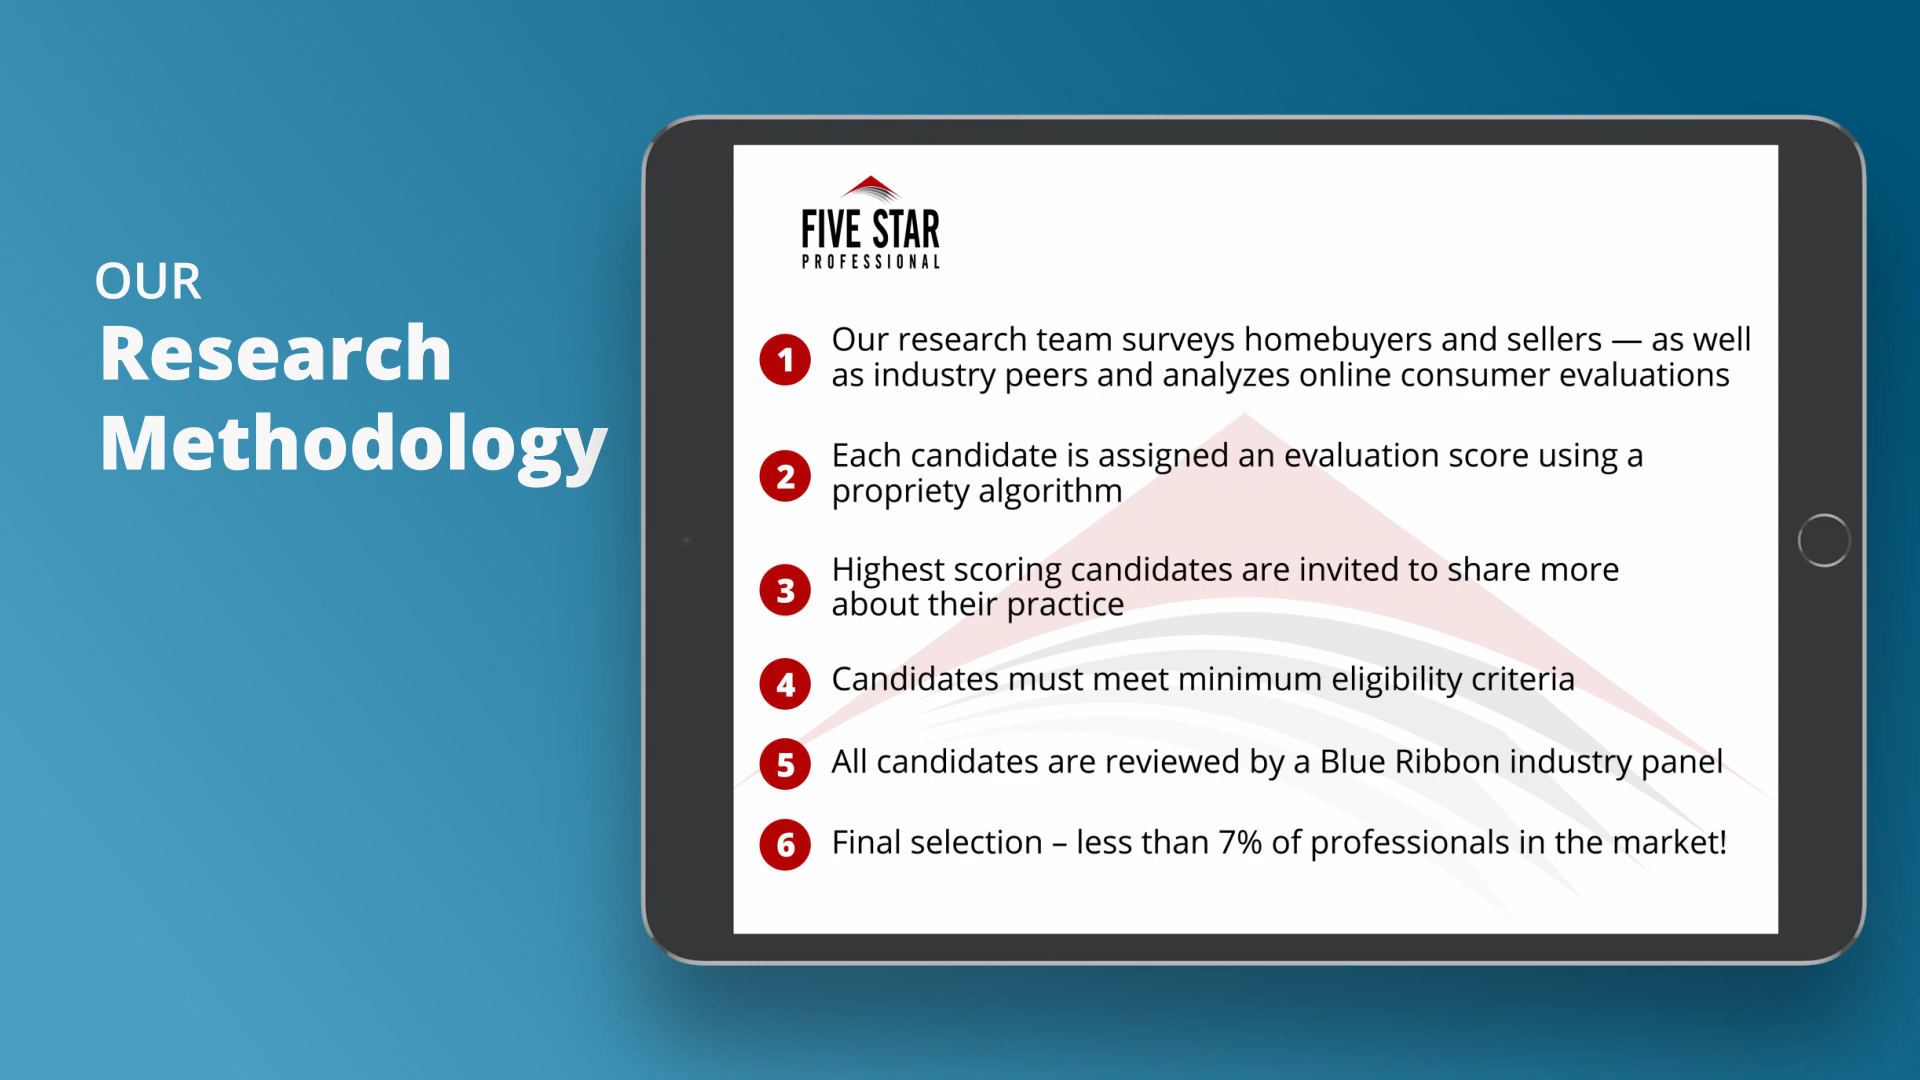 OUR
Research
Methodology
FIVE STAR
PROFESSIONAL
1 Our research team surveys homebuyers and sellers — as well
as industry peers and analyzes online consumer evaluations
2 Each candidate is assigned an evaluation score using a
propriety algorithm
3 Highest scoring candidates are invited to share more
about their practice
4 Candidates must meet minimum eligibility criteria
5 All candidates are reviewed by a Blue Ribbon industry panel
6 Final selection – less than 7% of professionals in the market!